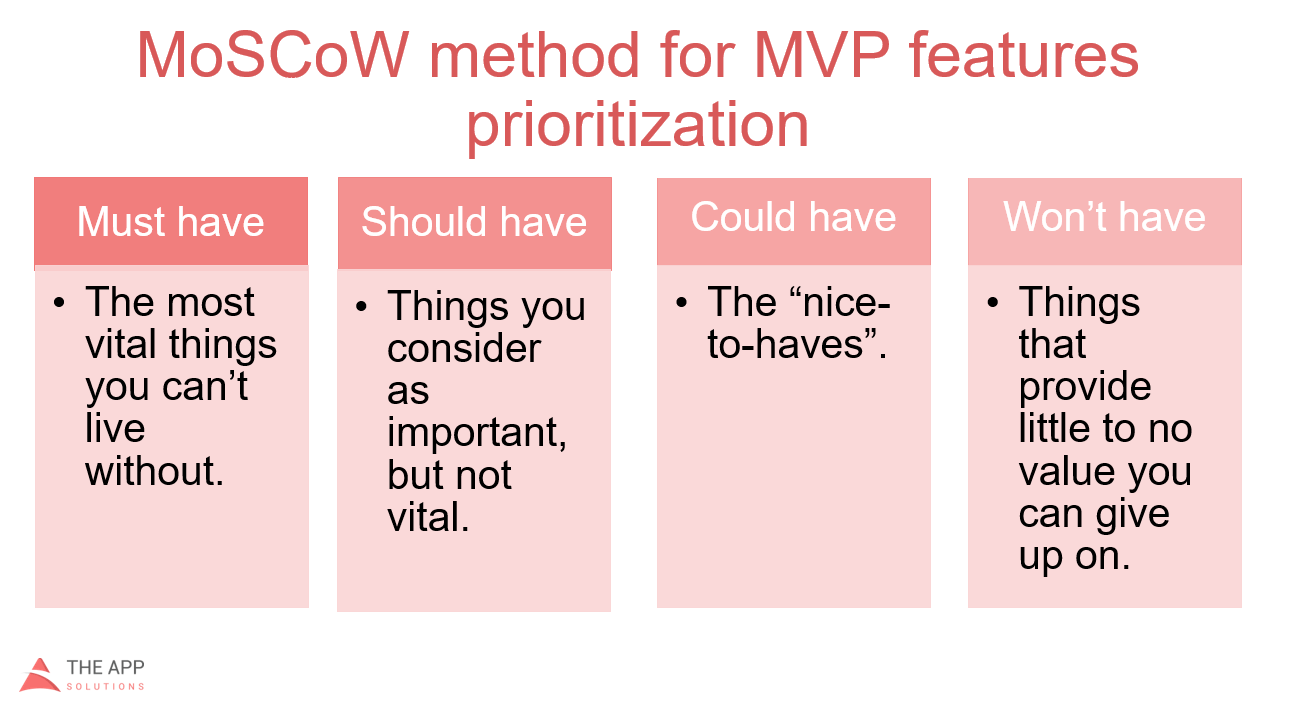 MoSCoW method for MVP features
prioritization
Must have
• The most
vital things
you can’t
live
without.
Should have
• Things you
consider
as
important,
but not
vital.
Could have
• The “nice-
to-haves”.
Won’t have
• Things
that
provide
little to no
value you
can give
up on.
THE APP
SOLUTIONS